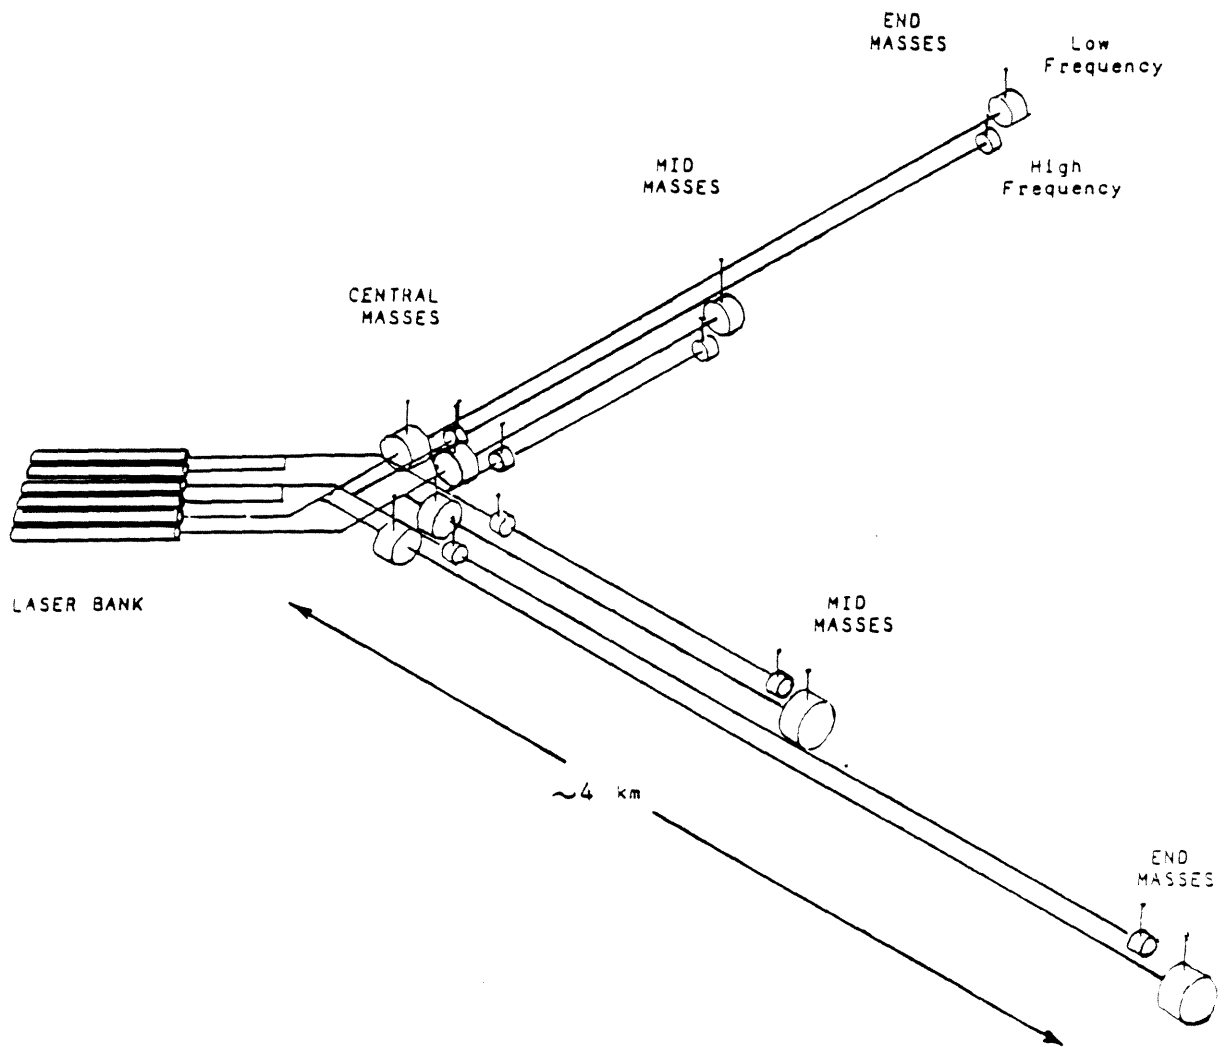 END
MASSES
Low
Frequency
MID
MASSES
High
Frequency
CENTRAL
MASSES
LASER BANK
MID
MASSES
~4 km
END
MASSES